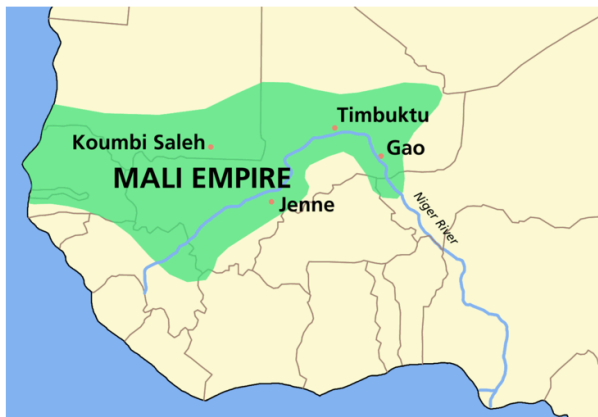 Timbuktu
Koumbi Saleh
Gao
MALI EMPIRE
Jenne
Niger River